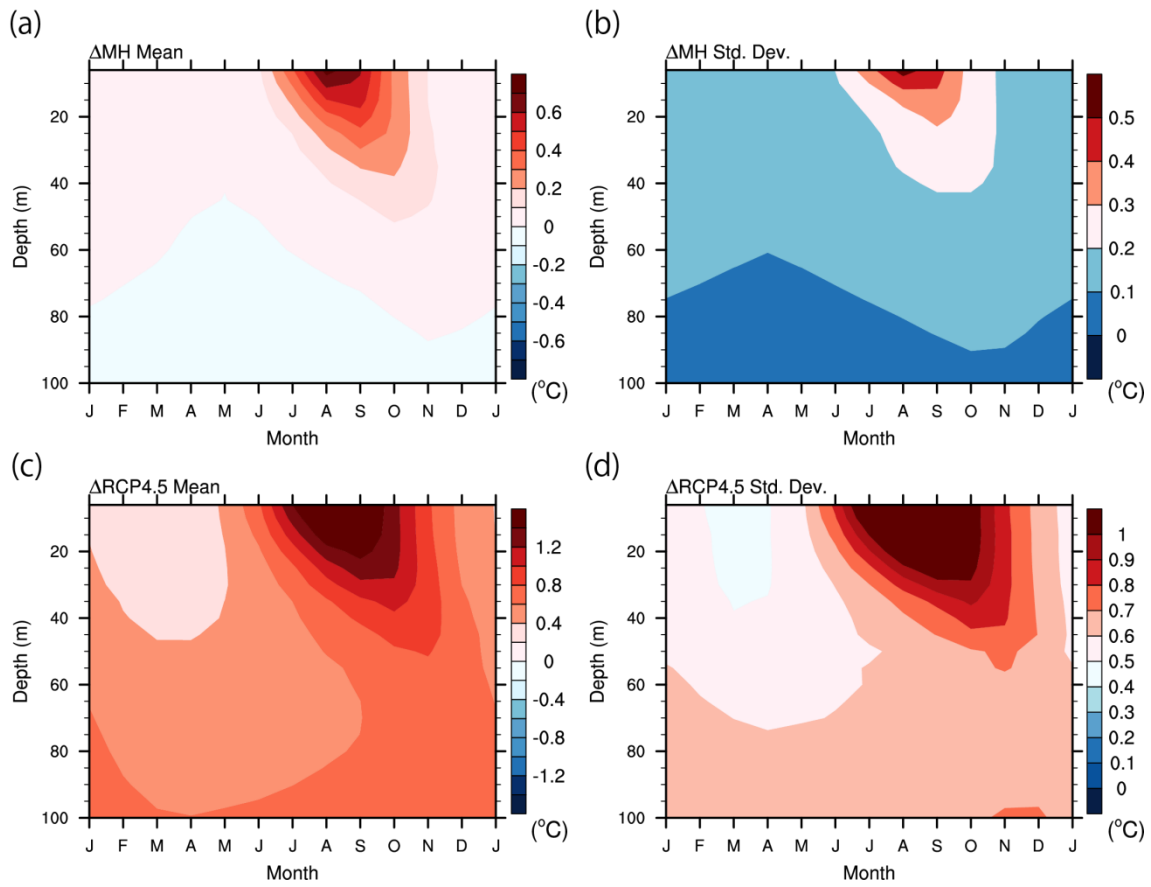 (a)
ΔMH Mean
20
40
60
80
100
Depth (m)
J F M A M J J A S O N D J
Month
0.6
0.4
0.2
0
-0.2
-0.4
-0.6
(°C)
(b)
ΔMH Std. Dev.
20
40
60
80
100
Depth (m)
J F M A M J J A S O N D J
Month
0.5
0.4
0.3
0.2
0.1
0
(°C)
(c)
ΔRCP4.5 Mean
20
40
60
80
100
Depth (m)
J F M A M J J A S O N D J
Month
1.2
0.8
0.4
0
-0.4
-0.8
-1.2
(°C)
(d)
ΔRCP4.5 Std. Dev.
20
40
60
80
100
Depth (m)
J F M A M J J A S O N D J
Month
1
0.9
0.8
0.7
0.6
0.5
0.4
0.3
0.2
0.1
0
(°C)